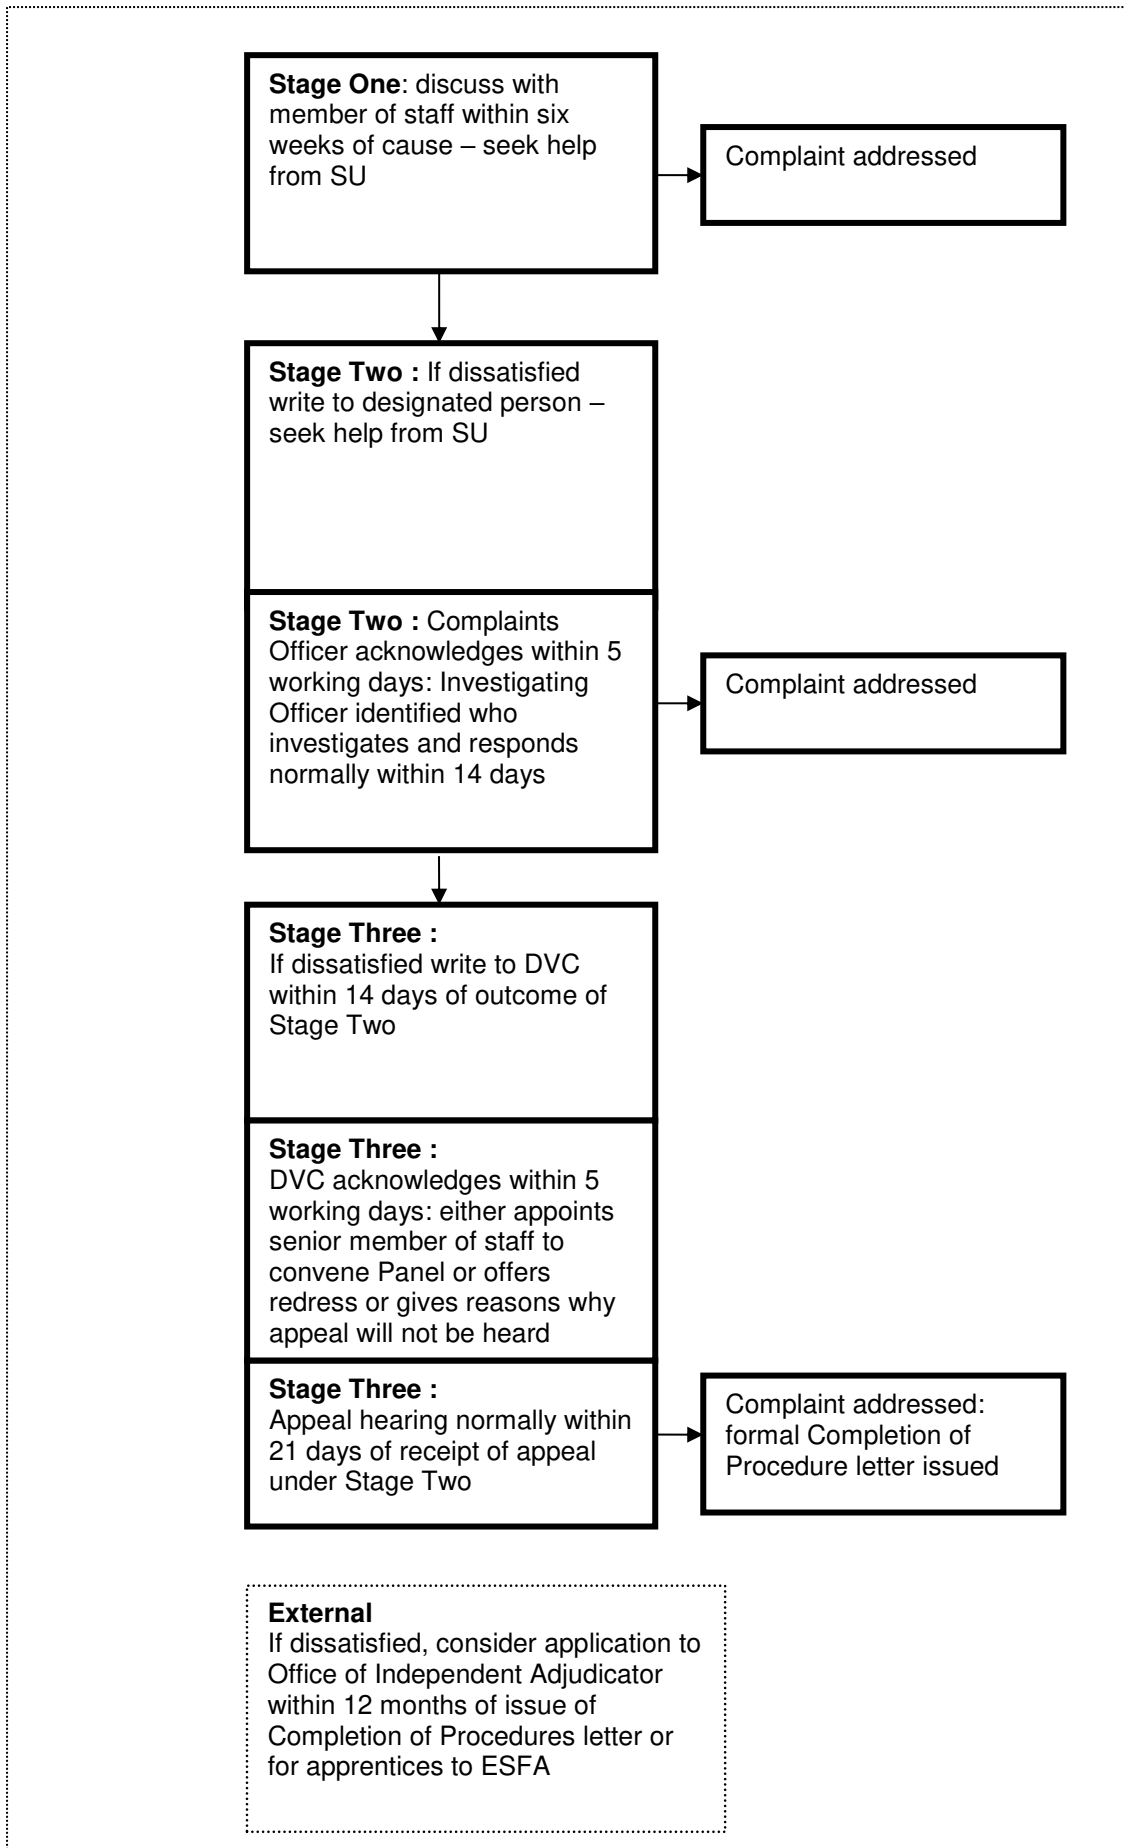 Stage One: discuss with
member of staff within six
weeks of cause – seek help
from SU
Complaint addressed
Stage Two : If dissatisfied
write to designated person –
seek help from SU
Stage Two : Complaints
Officer acknowledges within 5
working days: Investigating
Officer identified who
investigates and responds
normally within 14 days
Complaint addressed
Stage Three :
If dissatisfied write to DVC
within 14 days of outcome of
Stage Two
Stage Three :
DVC acknowledges within 5
working days: either appoints
senior member of staff to
convene Panel or offers
redress or gives reasons why
appeal will not be heard
Stage Three :
Appeal hearing normally within
21 days of receipt of appeal
under Stage Two
Complaint addressed:
formal Completion of
Procedure letter issued
External
If dissatisfied, consider application to
Office of Independent Adjudicator
within 12 months of issue of
Completion of Procedures letter or
for apprentices to ESFA